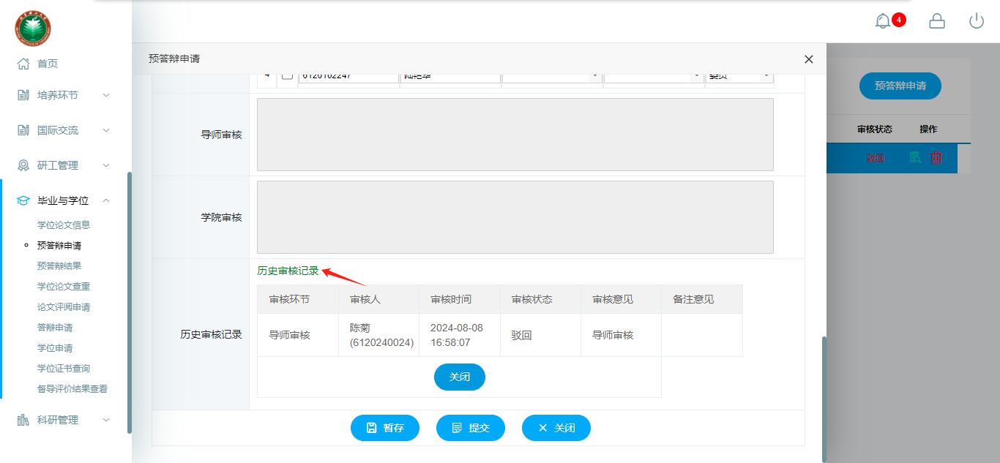 4
首页
培养环节
国际交流
研工管理
毕业与学位
学位论文信息
预答辩申请
预答辩结果
学位论文查重
论文评阅申请
答辩申请
学位申请
学位证书查询
督导评价结果查看
科研管理
预答辩申请
4 6120102247 陆艳华 委员
导师审核
学院审核
历史审核记录
历史审核记录
审核环节 审核人 审核时间 审核状态 审核意见 备注意见
导师审核 陈菊 2024-08-08 驳回 导师审核
(6120240024) 16:58:07
关闭
暂存 提交 关闭
预答辩申请
审核状态 操作
驳回